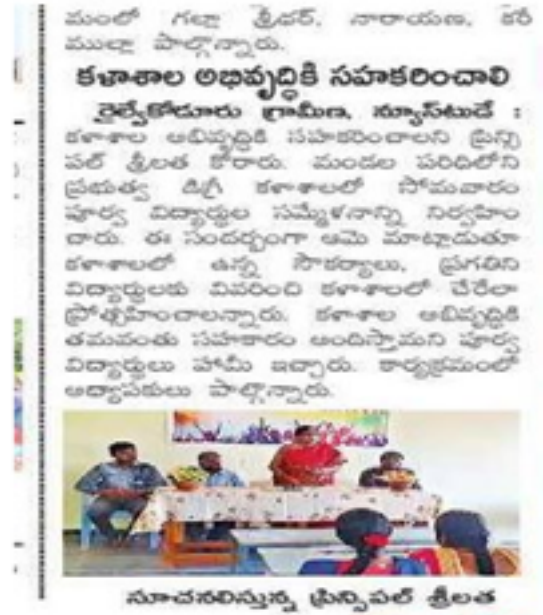 మంలో గల్లా శ్రీధర్, నారాయణ, కరీ
ముల్లా పాల్గొన్నారు.
కళాశాల అభివృద్ధికి సహకరించాలి
రైల్వేకోడూరు గ్రామీణ, న్యూస్‌టుడే :
కళాశాల అభివృద్ధికి సహకరించాలని ప్రిన్సి
పల్ శ్రీలత కోరారు. మండల పరిధిలోని
ప్రభుత్వ డిగ్రీ కళాశాలలో సోమవారం
పూర్వ విద్యార్థుల సమ్మేళనాన్ని నిర్వహిం
చారు. ఈ సందర్భంగా ఆమె మాట్లాడుతూ
కళాశాలలో ఉన్న సౌకర్యాలు, ప్రగతిని
విద్యార్థులకు వివరించి కళాశాలలో చేరేలా
ప్రోత్సహించాలన్నారు. కళాశాల అభివృద్ధికి
తమవంతు సహకారం అందిస్తామని పూర్వ
విద్యార్థులు హామీ ఇచ్చారు. కార్యక్రమంలో
అధ్యాపకులు పాల్గొన్నారు.
సూచనలిస్తున్న ప్రిన్సిపల్ శ్రీలత